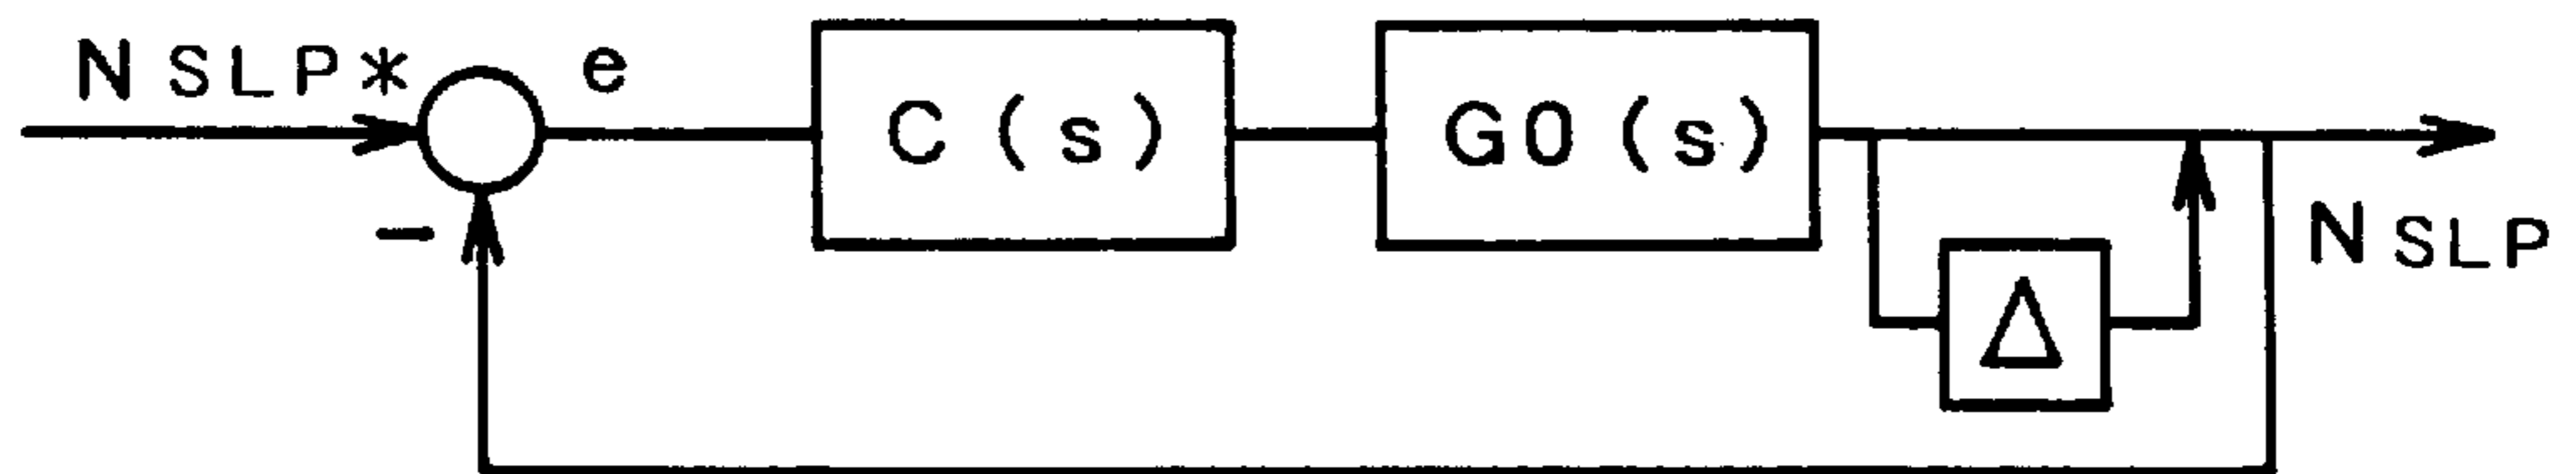 NSLP* e C(s) G0(s)
- NSLP
Δ